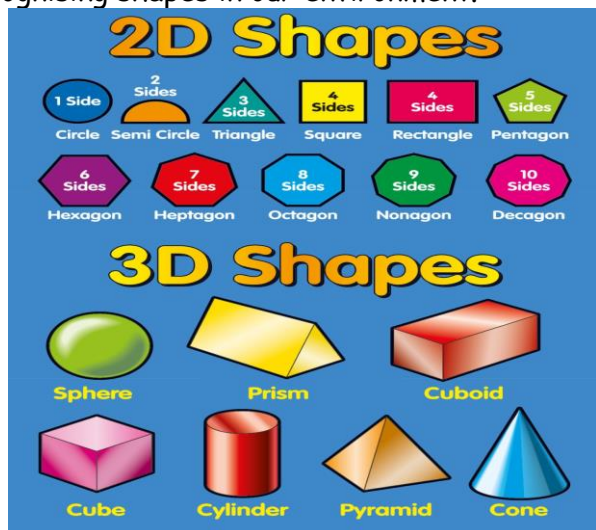 2D Shapes
1 Side
2
Sides
3
Sides
4
Sides
4
Sides
5
Sides
Circle Semi Circle Triangle Square Rectangle Pentagon
6
Sides
7
Sides
8
Sides
9
Sides
10
Sides
Hexagon Heptagon Octagon Nonagon Decagon
3D Shapes
Sphere Prism Cuboid
Cube Cylinder Pyramid Cone